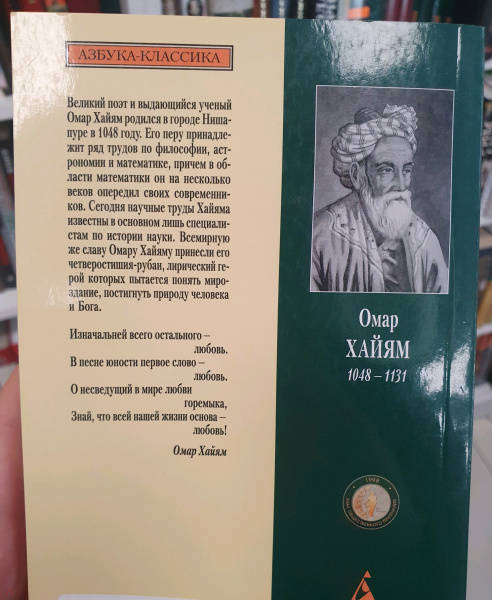 АЗБУКА-КЛАССИКА
Великий поэт и выдающийся ученый
Омар Хайям родился в городе Ниша-
пуре в 1048 году. Его перу принадле-
жит ряд трудов по философии, аст-
рономии и математике, причем в об-
ласти математики он на несколько
веков опередил своих современни-
ков. Сегодня научные труды Хайяма
известны в основном лишь специали-
стам по истории науки. Всемирную
же славу Омару Хайяму принесли его
четверостишия-рубаи, лирический ге-
рой которых пытается понять миро-
здание, постигнуть природу человека
и Бога.
Изначальней всего остального –
любовь.
В песне юности первое слово –
любовь.
О несведущий в мире любви
горемыка,
Знай, что всей нашей жизни основа –
любовь!
Омар Хайям
Омар
ХАЙЯМ
1048 – 1131